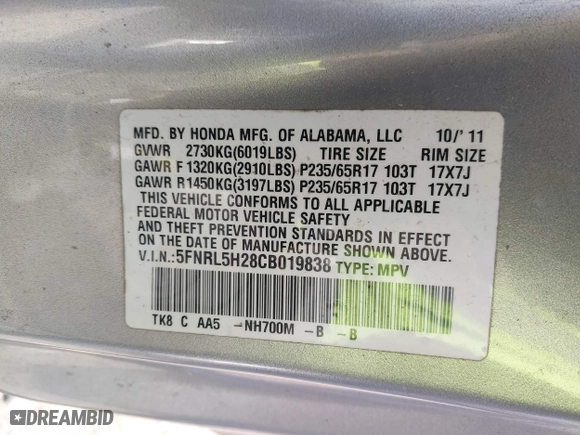 MFD. BY HONDA MFG. OF ALABAMA, LLC 10/'11
GVWR 2730KG(6019LBS) TIRE SIZE RIM SIZE
GAWR F 1320KG(2910LBS) P235/65R17 103T 17X7J
GAWR R1450KG(3197LBS) P235/65R17 103T 17X7J
THIS VEHICLE CONFORMS TO ALL APPLICABLE
FEDERAL MOTOR VEHICLE SAFETY
AND THEFT PREVENTION STANDARDS IN EFFECT
ON THE DATE OF MANUFACTURE SHOWN ABOVE.
V.I.N.:5FNRL5H28CB019838 TYPE: MPV
TK8 C AA5 -NH700M -B -B
DREAMBID